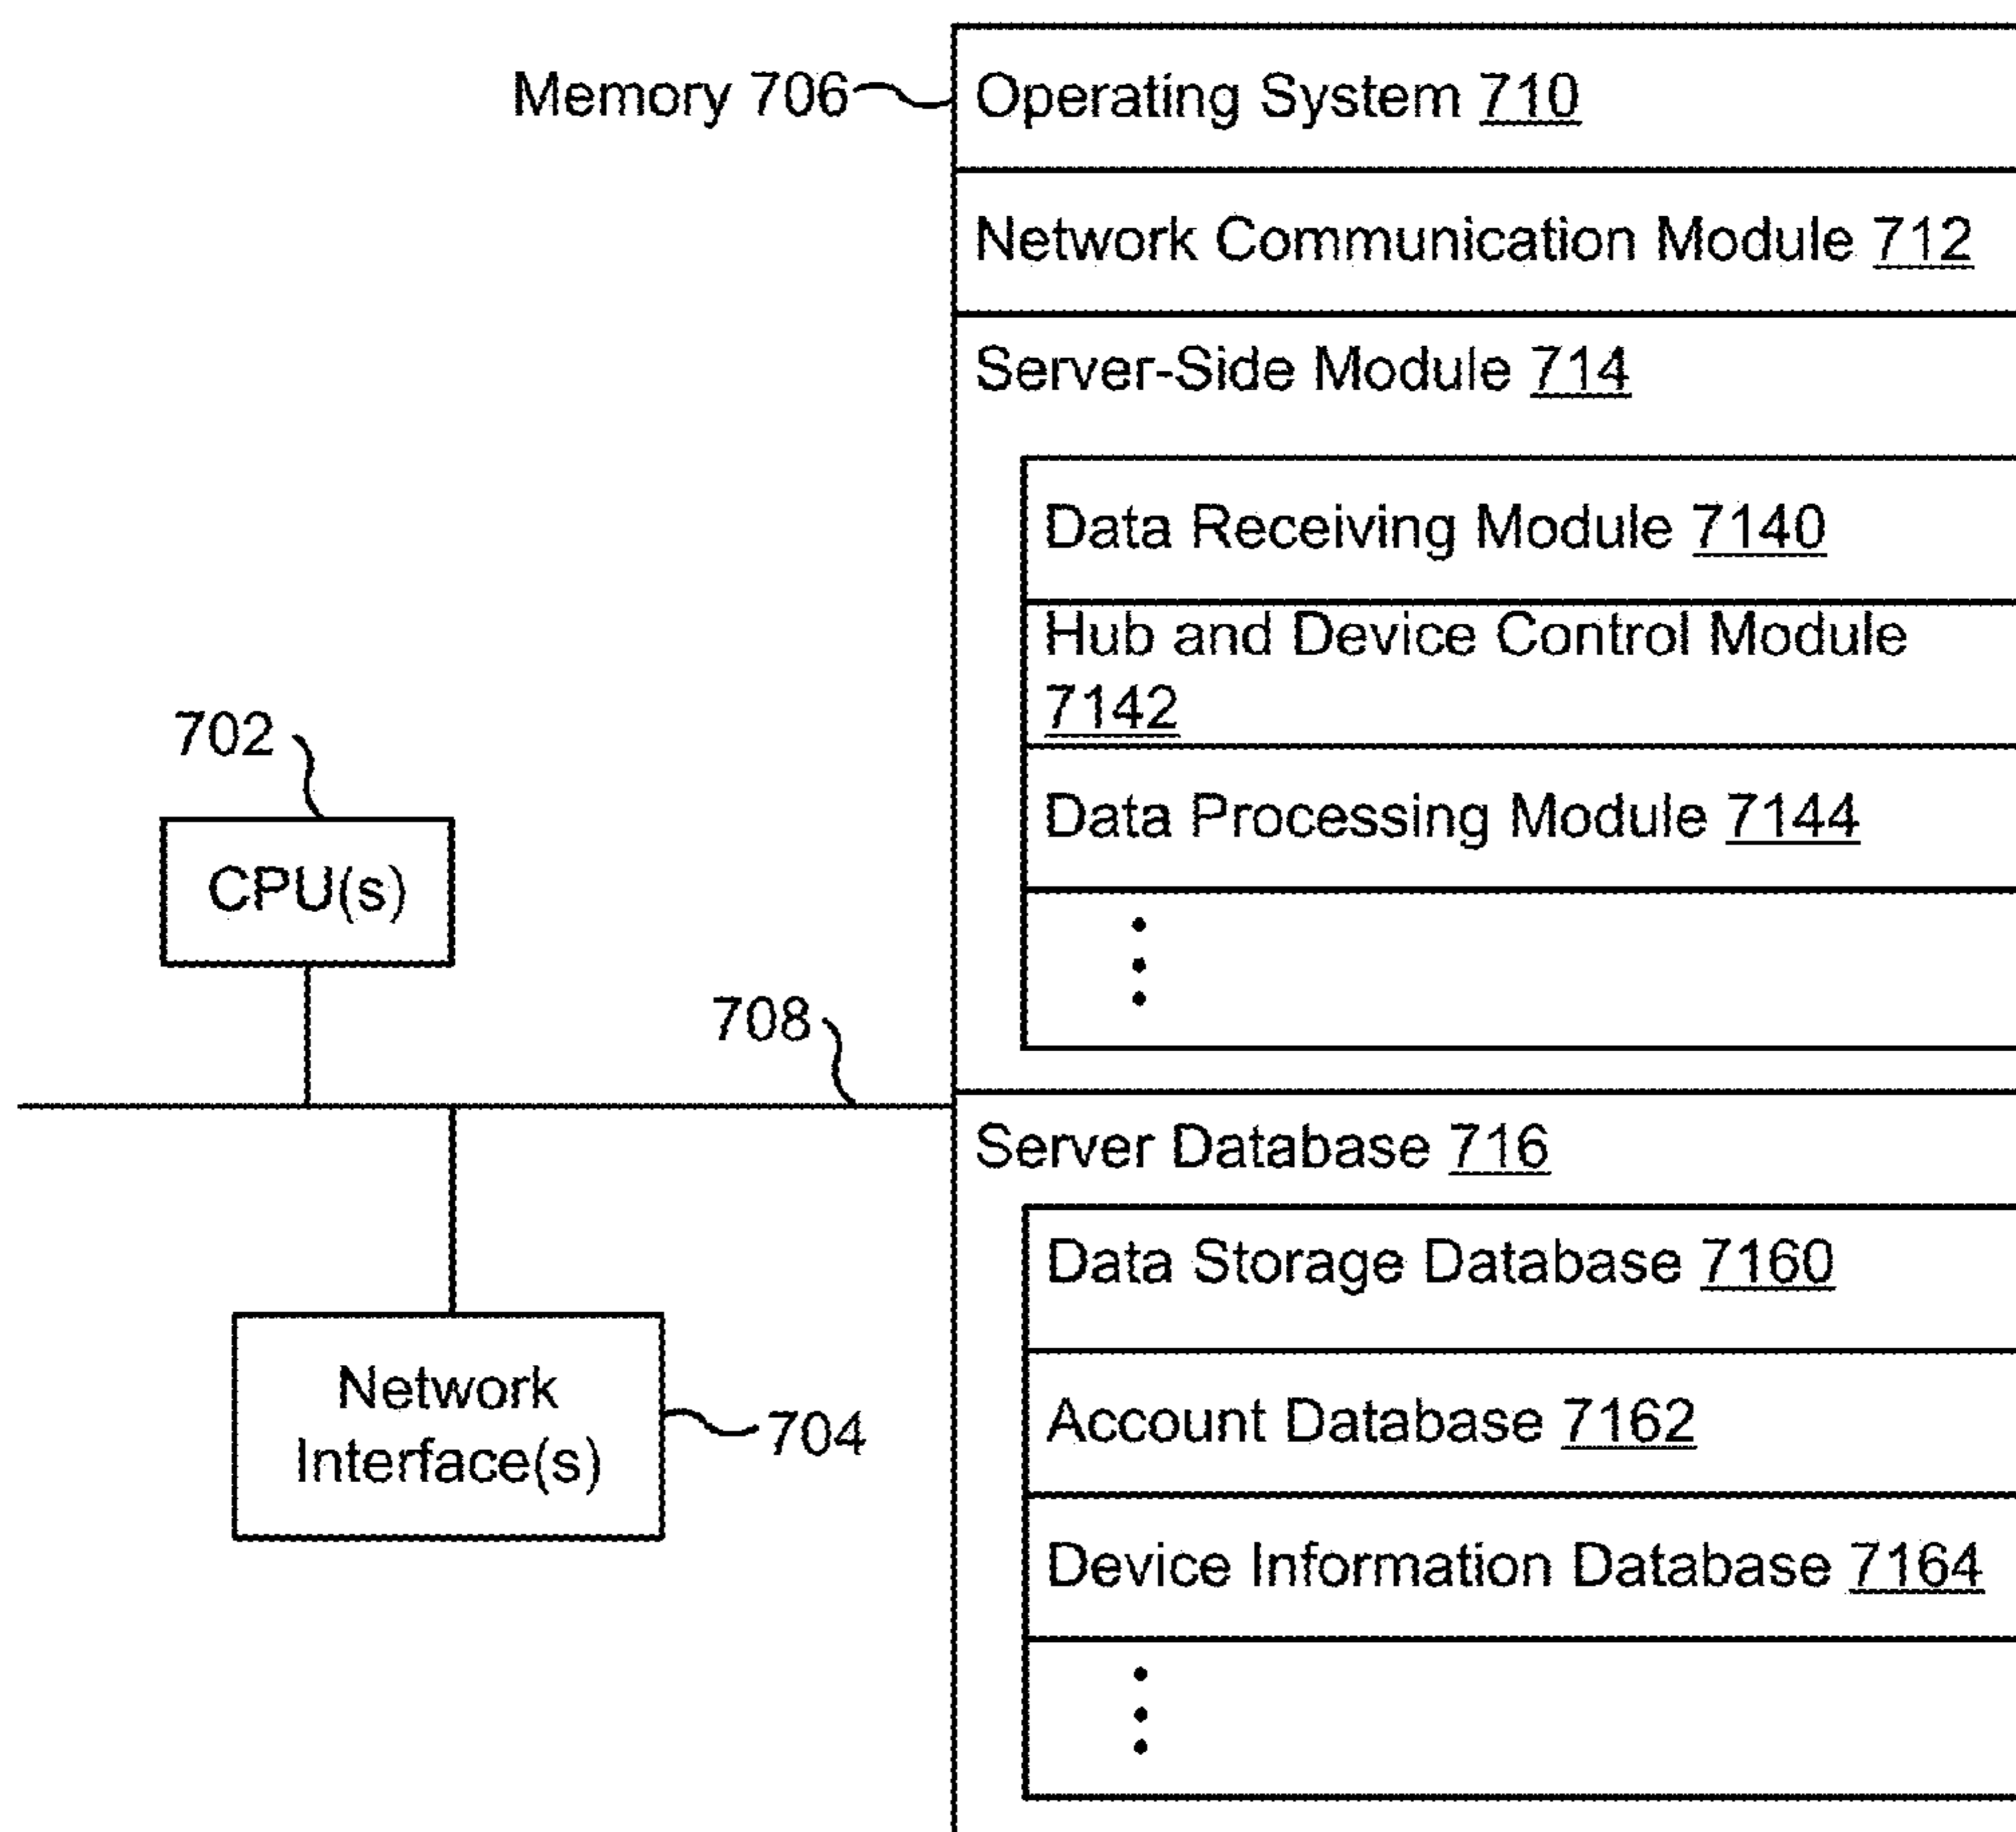 Memory 706
Operating System 710
Network Communication Module 712
Server-Side Module 714
Data Receiving Module 7140
Hub and Device Control Module
7142
Data Processing Module 7144
702
CPU(s)
708
Server Database 716
Data Storage Database 7160
Network
Interface(s)
704
Account Database 7162
Device Information Database 7164